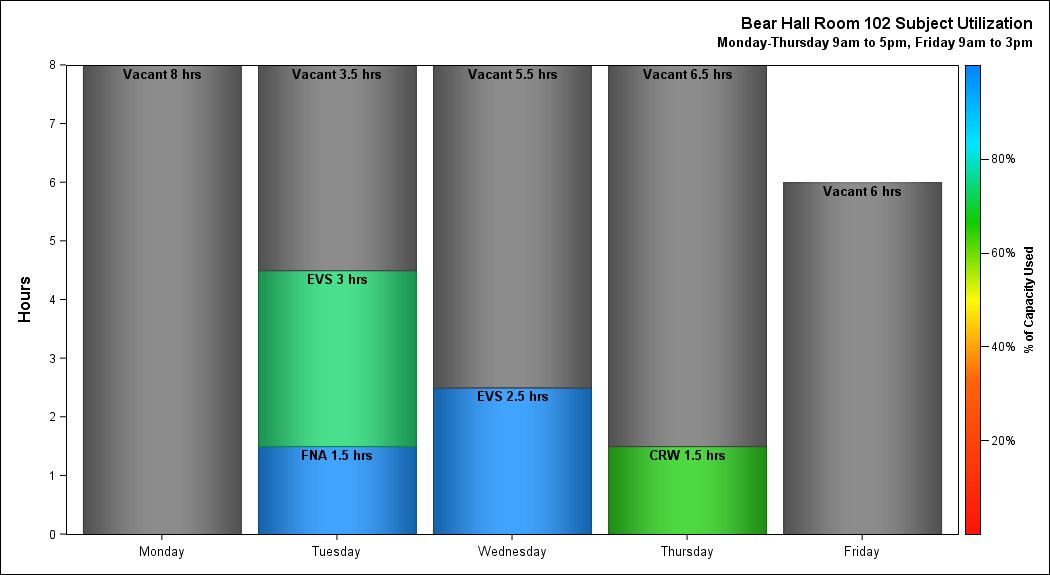 Bear Hall Room 102 Subject Utilization
Monday-Thursday 9am to 5pm, Friday 9am to 3pm
Hours
8
7
6
5
4
3
2
1
0
Vacant 8 hrs
Vacant 3.5 hrs
EVS 3 hrs
FNA 1.5 hrs
Vacant 5.5 hrs
EVS 2.5 hrs
Vacant 6.5 hrs
CRW 1.5 hrs
Vacant 6 hrs
Monday
Tuesday
Wednesday
Thursday
Friday
80%
60%
40%
20%
% of Capacity Used